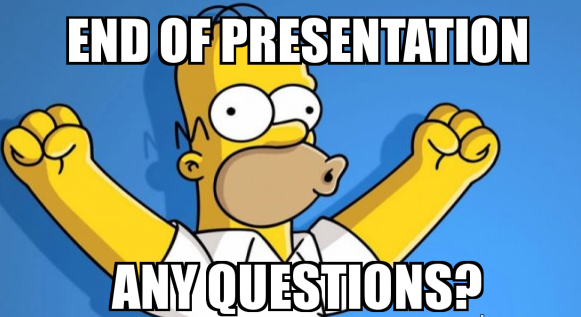 END OF PRESENTATION
ANY QUESTIONS?